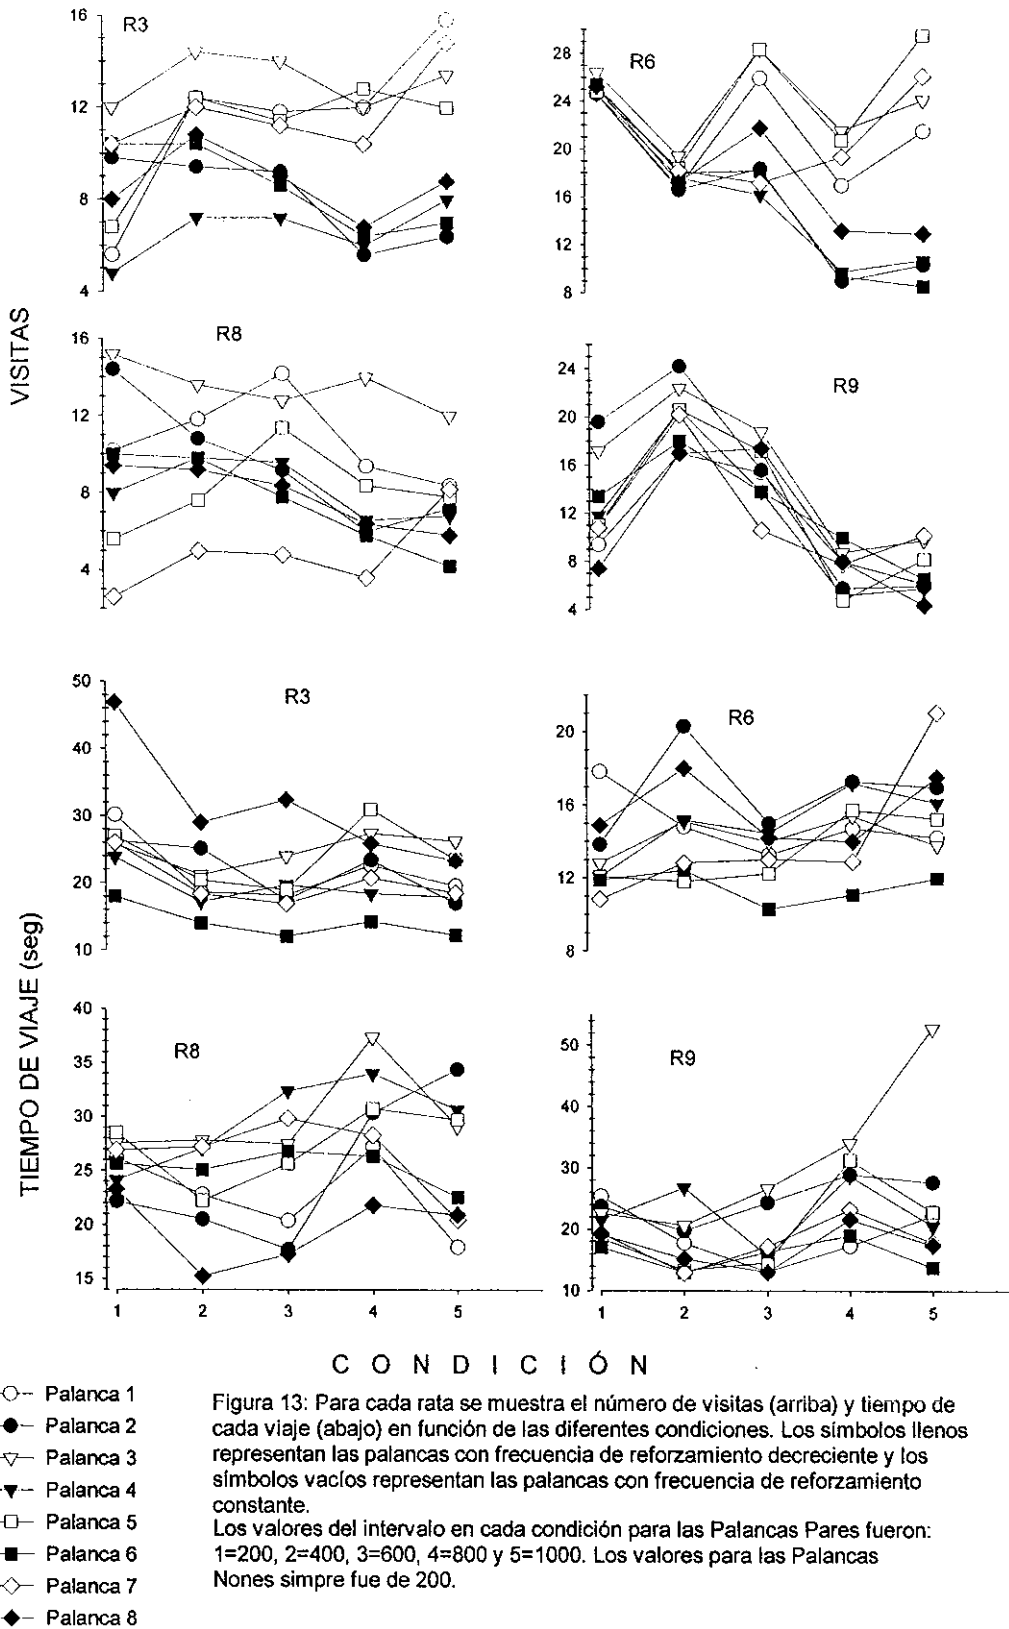 VISITAS
R3
16
12
8
4
R6
28
24
20
16
12
8
R8
16
12
8
4
R9
24
20
16
12
8
4
TIEMPO DE VIAJE (seg)
R3
50
40
30
20
10
R6
20
16
12
8
R8
40
35
30
25
20
15
1 2 3 4 5
R9
50
40
30
20
10
1 2 3 4 5
CONDICIÓN
Palanca 1
Palanca 2
Palanca 3
Palanca 4
Palanca 5
Palanca 6
Palanca 7
Palanca 8
Figura 13: Para cada rata se muestra el número de visitas (arriba) y tiempo de
cada viaje (abajo) en función de las diferentes condiciones. Los símbolos llenos
representan las palancas con frecuencia de reforzamiento decreciente y los
símbolos vacíos representan las palancas con frecuencia de reforzamiento
constante.
Los valores del intervalo en cada condición para las Palancas Pares fueron:
1=200, 2=400, 3=600, 4=800 y 5=1000. Los valores para las Palancas
Nones simpre fue de 200.